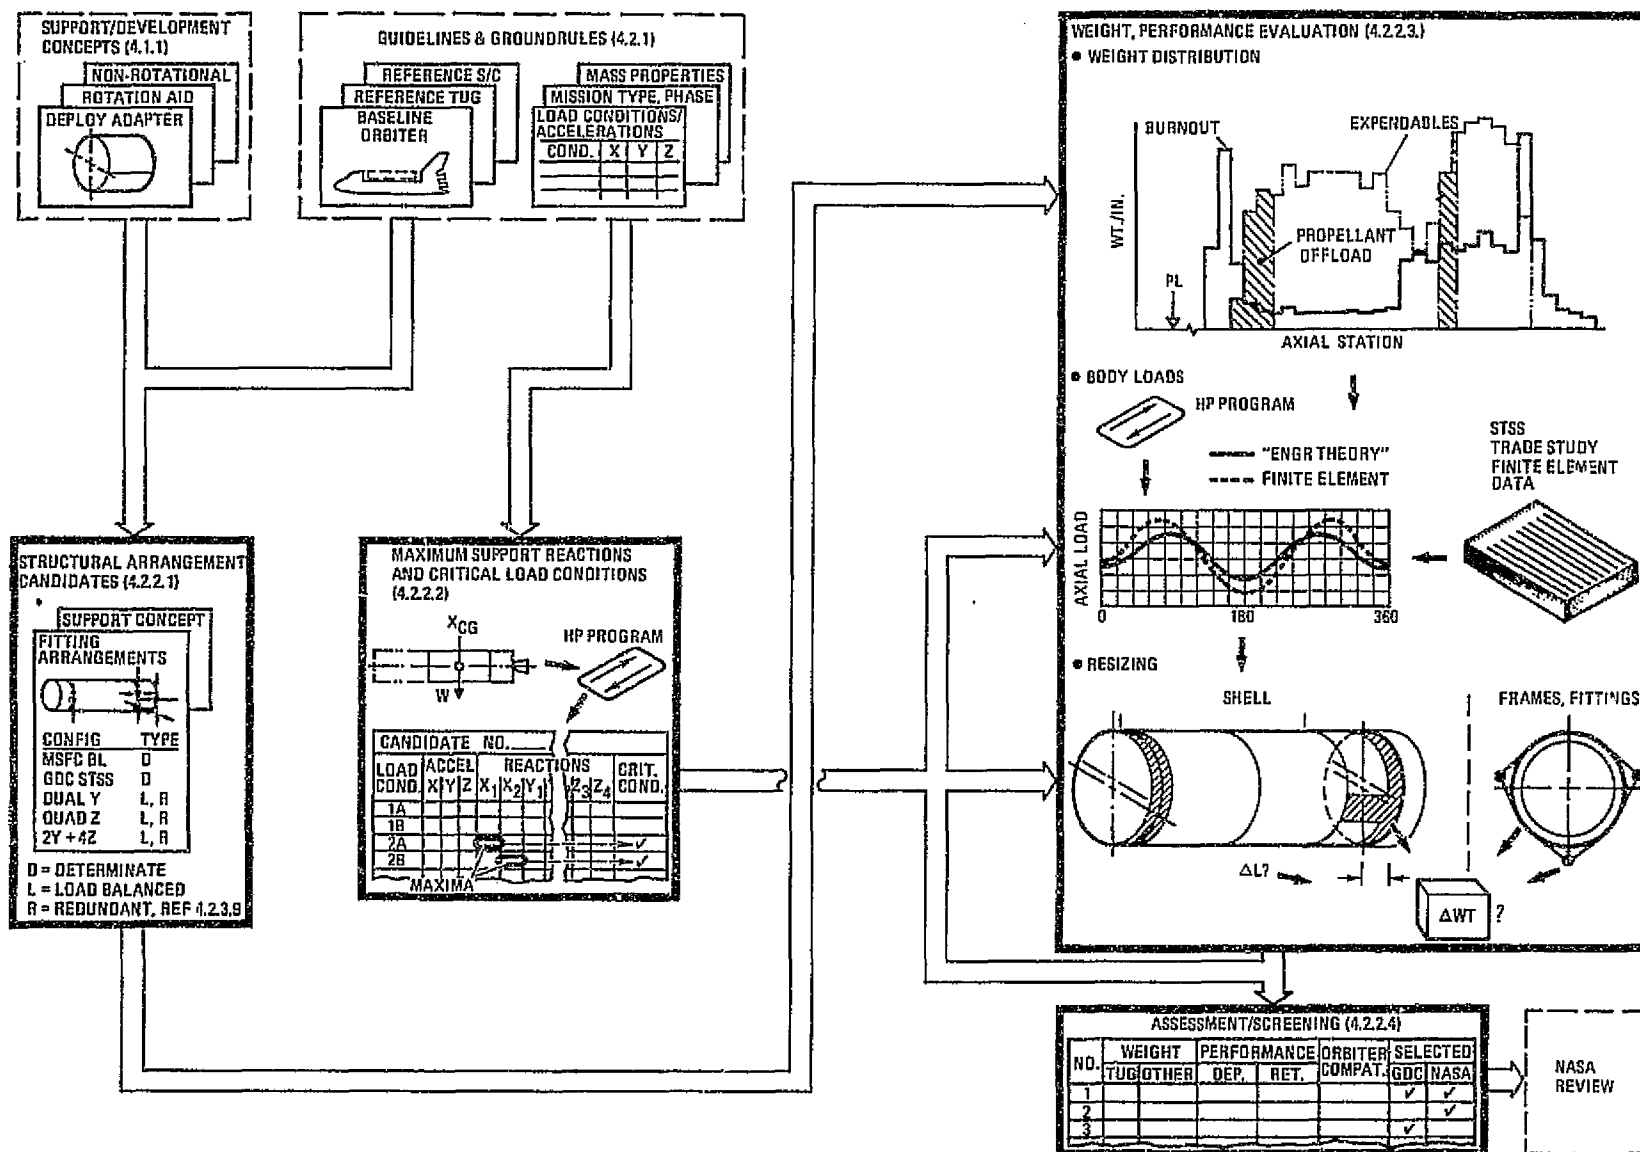 SUPPORT/DEVELOPMENT
CONCEPTS (4.1.1)
NON-ROTATIONAL
ROTATION AID
DEPLOY ADAPTER
GUIDELINES & GROUNDRULES (4.2.1)
REFERENCE S/C
REFERENCE TUG
BASELINE
ORBITER
MASS PROPERTIES
MISSION TYPE, PHASE
LOAD CONDITIONS/
ACCELERATIONS
COND. X Y Z
STRUCTURAL ARRANGEMENT
CANDIDATES (4.2.2.1)
SUPPORT CONCEPT
FITTING
ARRANGEMENTS
CONFIG TYPE
MSFC BL D
GDC STSS D
DUAL Y L, R
QUAD Z L, R
2Y + 4Z L, R
D = DETERMINATE
L = LOAD BALANCED
R = REDUNDANT, REF 4.2.3.9
MAXIMUM SUPPORT REACTIONS
AND CRITICAL LOAD CONDITIONS
(4.2.2.2)
XCG
HP PROGRAM
W
CANDIDATE NO.
LOAD COND. ACCEL REACTIONS CRIT. COND.
X Y Z X1 X2 Y1 Z3 Z4
1A
1B
2A ✓
2B ✓
MAXIMA
WEIGHT, PERFORMANCE EVALUATION (4.2.2.3.)
• WEIGHT DISTRIBUTION
BURNOUT
EXPENDABLES
WT./IN.
PROPELLANT
OFFLOAD
PL
AXIAL STATION
• BODY LOADS
HP PROGRAM
"ENGR THEORY"
FINITE ELEMENT
STSS
TRADE STUDY
FINITE ELEMENT
DATA
AXIAL LOAD
0 180 360
• RESIZING
SHELL
FRAMES, FITTINGS
ΔL?
ΔWT ?
ASSESSMENT/SCREENING (4.2.2.4)
NO. WEIGHT PERFORMANCE ORBITER COMPAT. SELECTED
TUG OTHER DEP. RET. GDC NASA
1 ✓ ✓
2 ✓
3 ✓
NASA
REVIEW